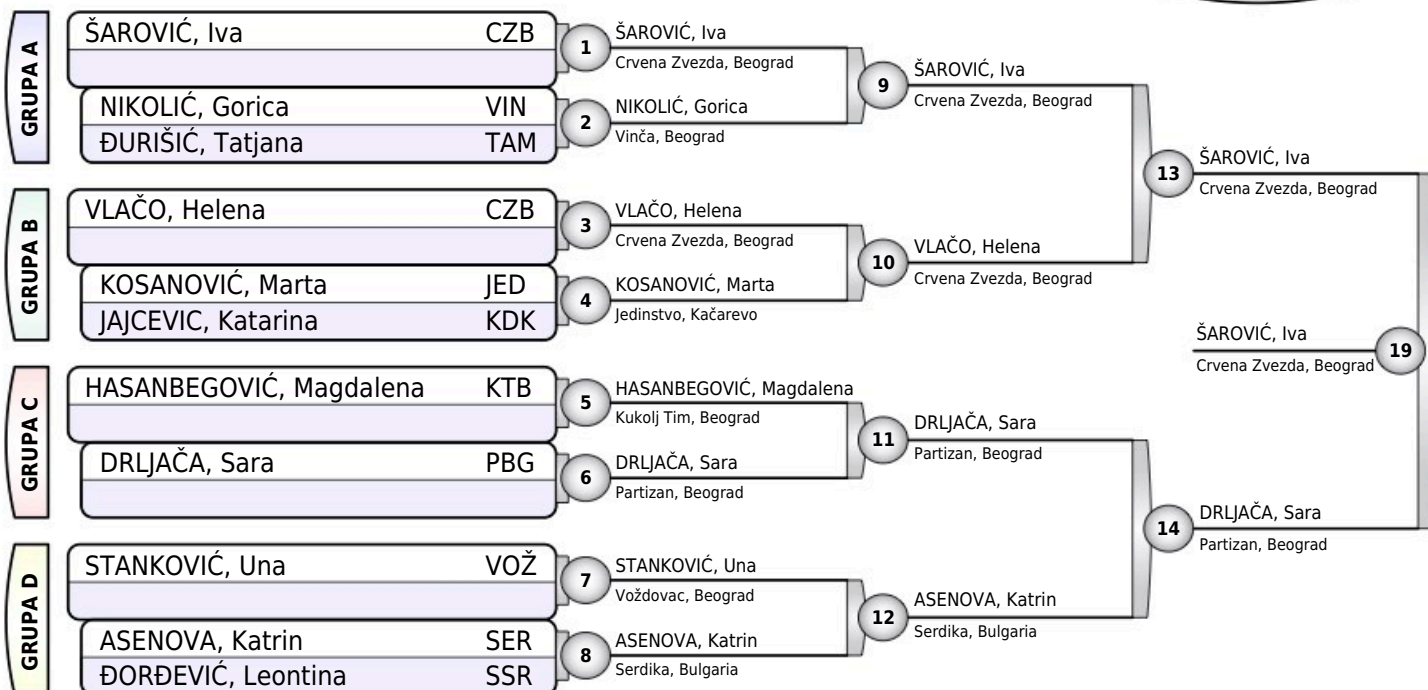 GRUPA A
ŠAROVIĆ, Iva CZB
NIKOLIĆ, Gorica VIN
ĐURIŠIĆ, Tatjana TAM
GRUPA B
VLAČO, Helena CZB
KOSANOVIĆ, Marta JED
JAJCEVIC, Katarina KDK
GRUPA C
HASANBEGOVIĆ, Magdalena KTB
DRLJAČA, Sara PBG
GRUPA D
STANKOVIĆ, Una VOŽ
ASENOVA, Katrin SER
ĐORĐEVIĆ, Leontina SSR
1
ŠAROVIĆ, Iva
Crvena Zvezda, Beograd
2
NIKOLIĆ, Gorica
Vinča, Beograd
3
VLAČO, Helena
Crvena Zvezda, Beograd
4
KOSANOVIĆ, Marta
Jedinstvo, Kačarevo
5
HASANBEGOVIĆ, Magdalena
Kukolj Tim, Beograd
6
DRLJAČA, Sara
Partizan, Beograd
7
STANKOVIĆ, Una
Voždovac, Beograd
8
ASENOVA, Katrin
Serdika, Bulgaria
9
ŠAROVIĆ, Iva
Crvena Zvezda, Beograd
10
VLAČO, Helena
Crvena Zvezda, Beograd
11
DRLJAČA, Sara
Partizan, Beograd
12
ASENOVA, Katrin
Serdika, Bulgaria
13
ŠAROVIĆ, Iva
Crvena Zvezda, Beograd
14
DRLJAČA, Sara
Partizan, Beograd
ŠAROVIĆ, Iva
Crvena Zvezda, Beograd
19